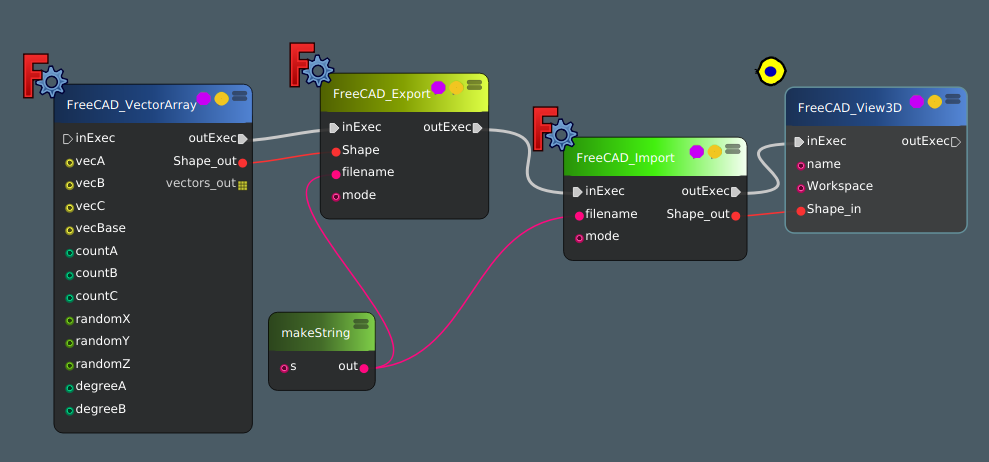 FreeCAD_VectorArray
inExec outExec
vecA Shape_out
vecB vectors_out
vecC
vecBase
countA
countB
countC
randomX
randomY
randomZ
degreeA
degreeB
FreeCAD_Export
inExec outExec
Shape
filename
mode
makeString
s out
FreeCAD_Import
inExec outExec
filename Shape_out
mode
FreeCAD_View3D
inExec outExec
name
Workspace
Shape_in